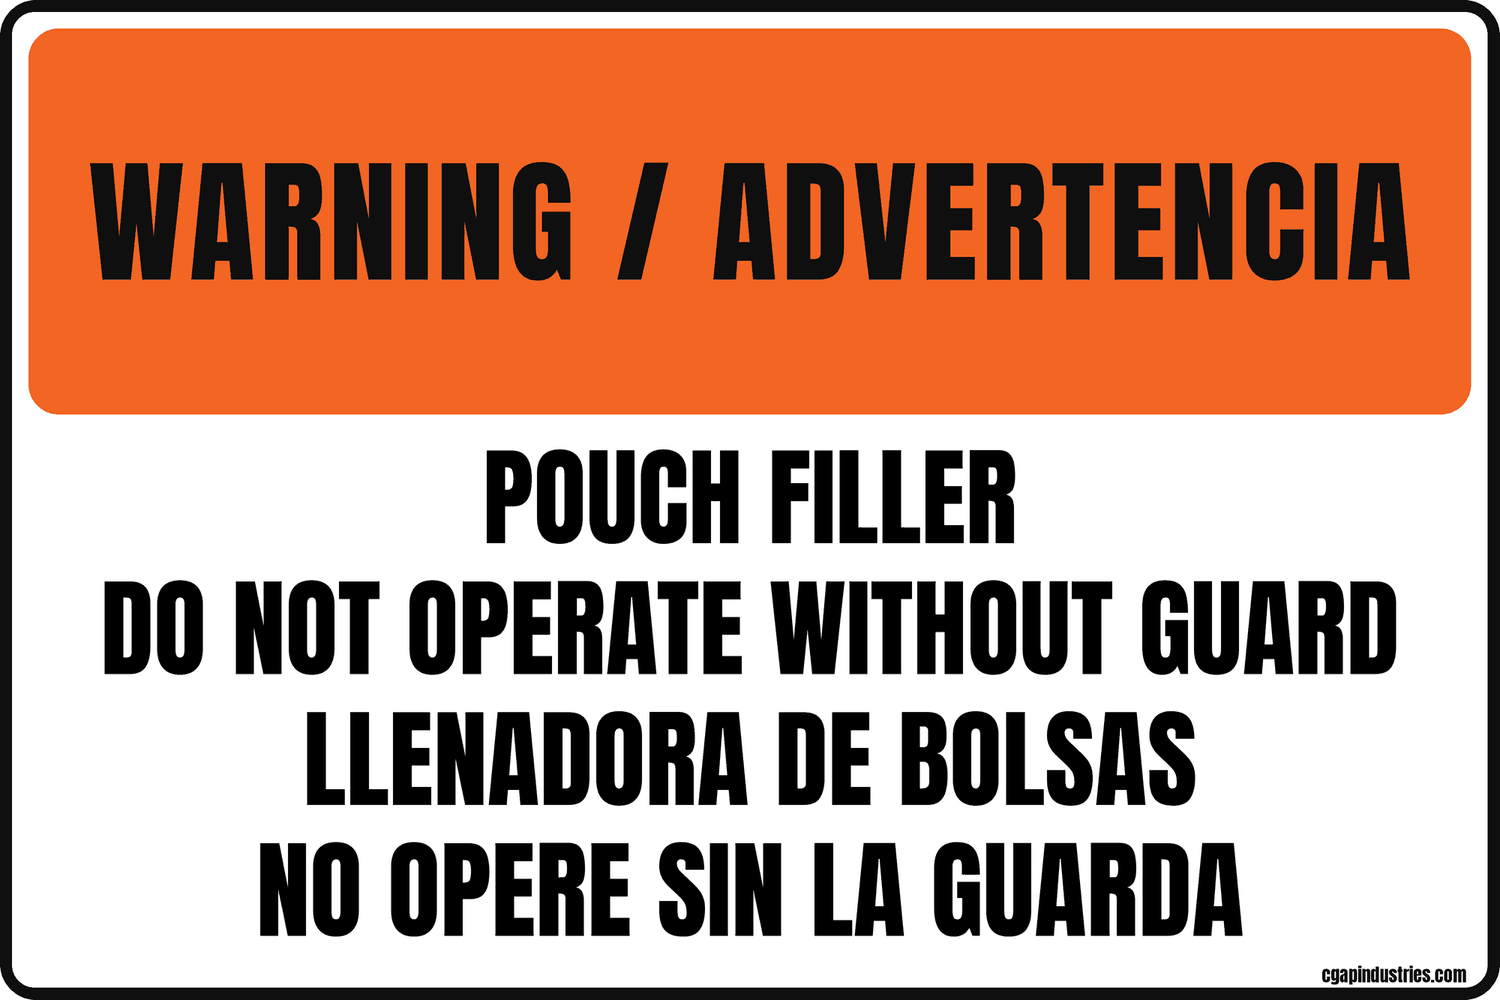 WARNING / ADVERTENCIA
POUCH FILLER
DO NOT OPERATE WITHOUT GUARD
LLENADORA DE BOLSAS
NO OPERE SIN LA GUARDA
cgapindustries.com